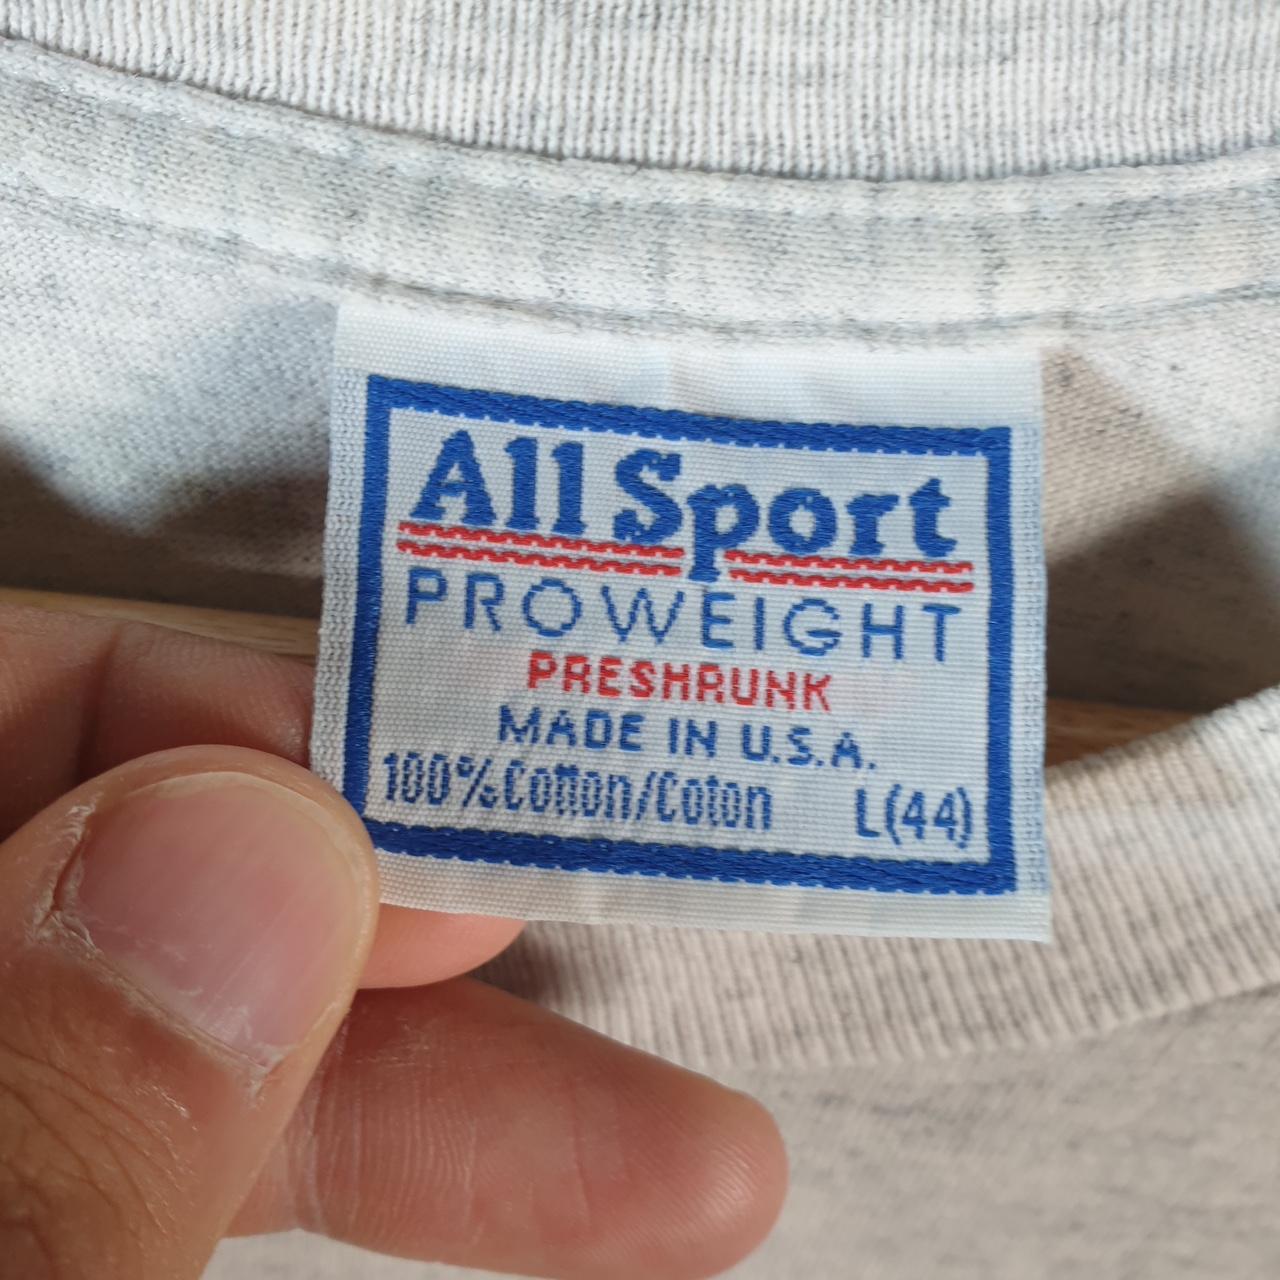 All Sport
PROWEIGHT
PRESHRUNK
MADE IN U.S.A.
100% Cotton/Coton L(44)